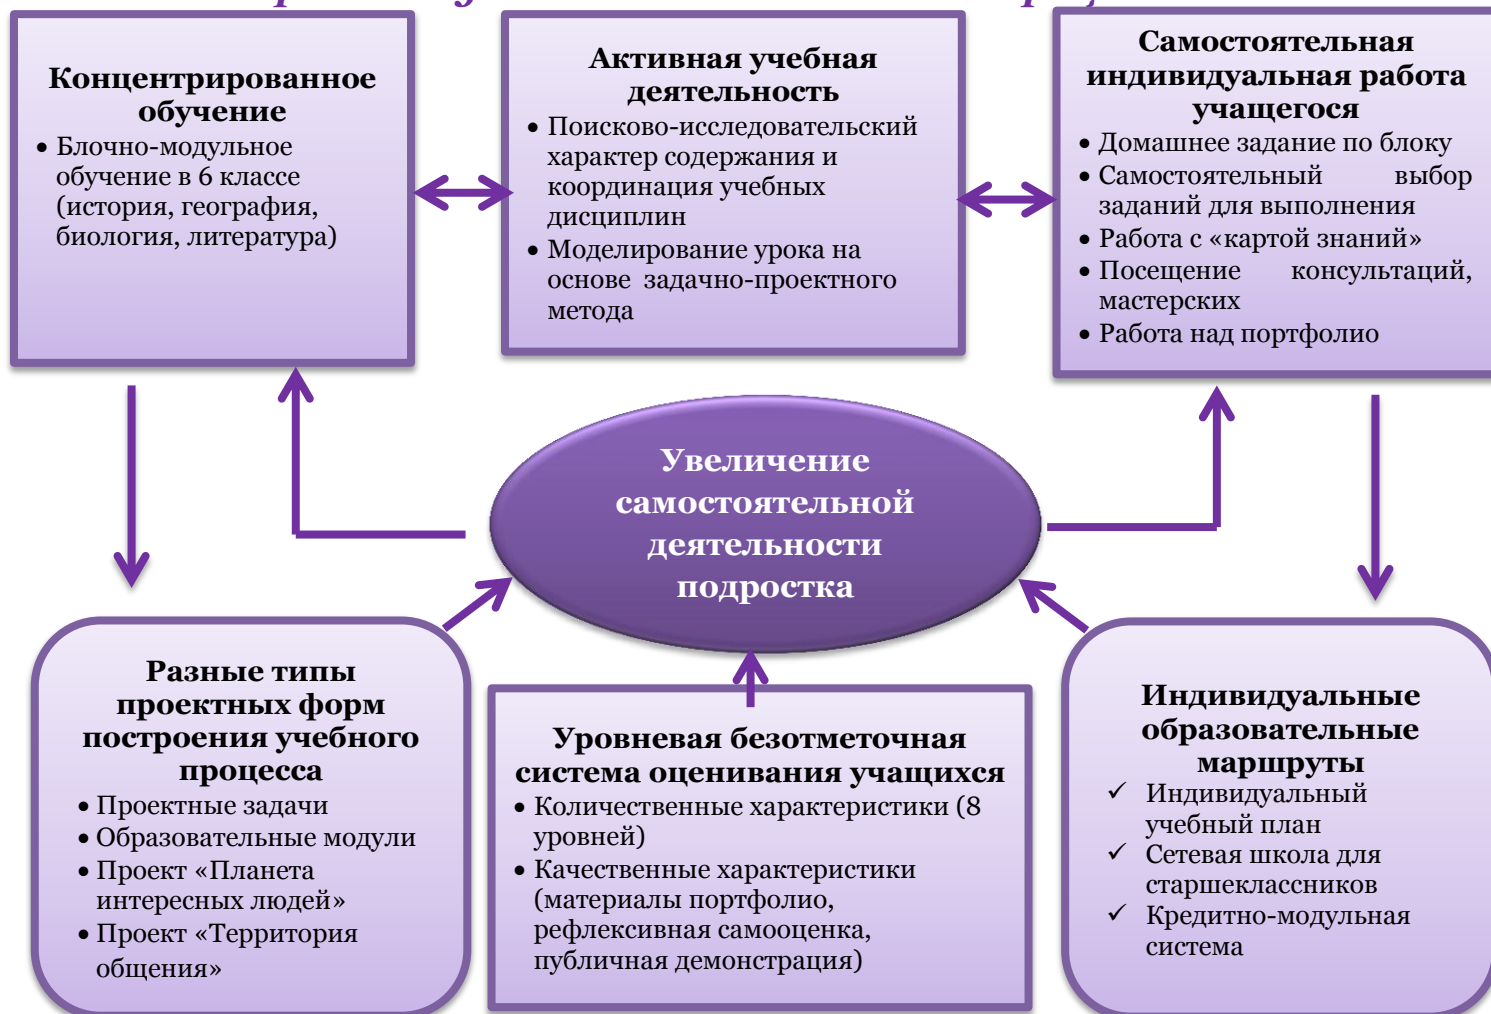 Концентрированное
обучение
• Блочно-модульное
обучение в 6 классе
(история, география,
биология, литература)
Активная учебная
деятельность
• Поисково-исследовательский
характер содержания и
координация учебных
дисциплин
• Моделирование урока на
основе задачно-проектного
метода
Самостоятельная
индивидуальная работа
учащегося
• Домашнее задание по блоку
• Самостоятельный выбор
заданий для выполнения
• Работа с «картой знаний»
• Посещение консультаций,
мастерских
• Работа над портфолио
Увеличение
самостоятельной
деятельности
подростка
Разные типы
проектных форм
построения учебного
процесса
• Проектные задачи
• Образовательные модули
• Проект «Планета
интересных людей»
• Проект «Территория
общения»
Уровневая безотметочная
система оценивания учащихся
• Количественные характеристики (8
уровней)
• Качественные характеристики
(материалы портфолио,
рефлексивная самооценка,
публичная демонстрация)
Индивидуальные
образовательные
маршруты
✓ Индивидуальный
учебный план
✓ Сетевая школа для
старшеклассников
✓ Кредитно-модульная
система